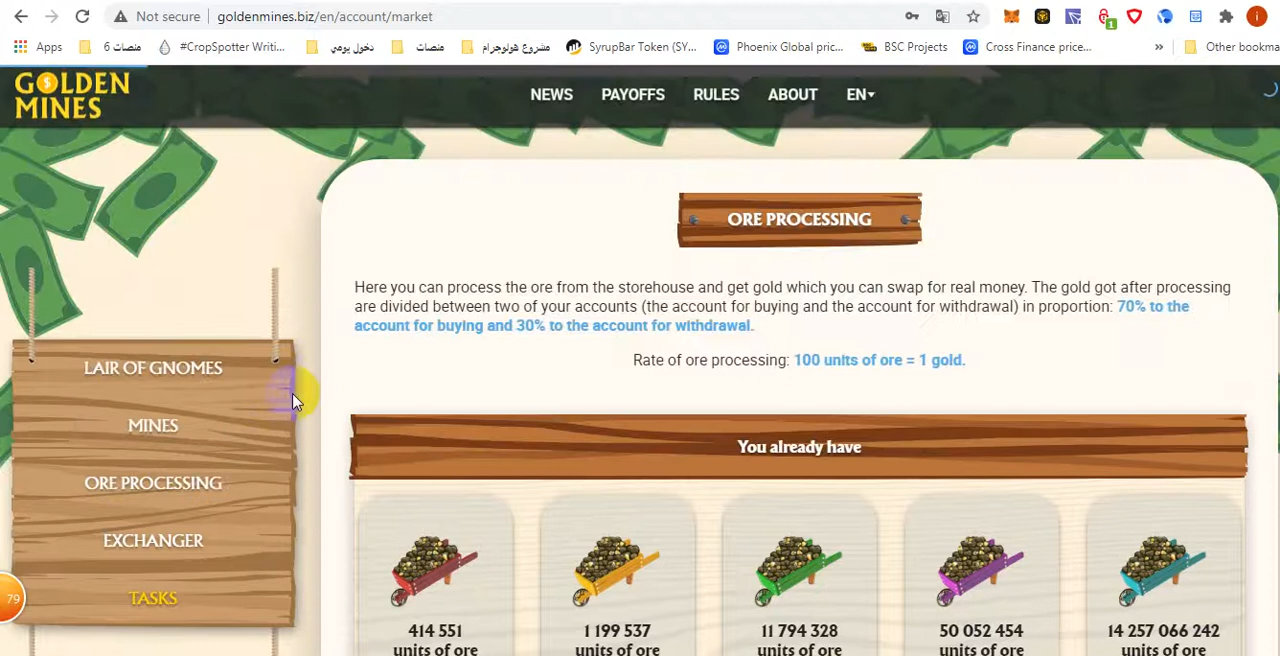 Not secure | goldenmines.biz/en/account/market
1
i
Apps منصات 6 #CropSpotter Writi... دخول يومي منصات مشروع هولوجرام SyrupBar Token (SY... Phoenix Global pric... BSC Projects Cross Finance price... » Other bookma
GOLDEN
MINES
NEWS PAYOFFS RULES ABOUT EN
ORE PROCESSING
Here you can process the ore from the storehouse and get gold which you can swap for real money. The gold got after processing
are divided between two of your accounts (the account for buying and the account for withdrawal) in proportion: 70% to the
account for buying and 30% to the account for withdrawal.
Rate of ore processing: 100 units of ore = 1 gold.
LAIR OF GNOMES
MINES
ORE PROCESSING
EXCHANGER
TASKS
79
You already have
414 551
units of ore
1 199 537
units of ore
11 794 328
units of ore
50 052 454
units of ore
14 257 066 242
units of ore